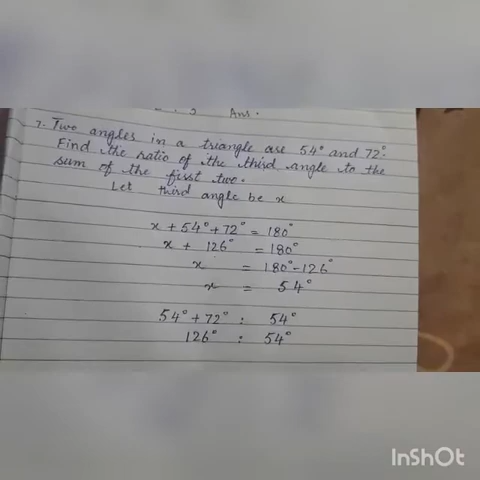 Ans.
7. Two angles in a triangle are 54° and 72°.
Find the ratio of the third angle to the
sum of the first two.
Let third angle be x
x + 54° + 72° = 180°
x + 126° = 180°
x = 180° - 126°
x = 54°
54° + 72° : 54°
126° : 54°
InShOt